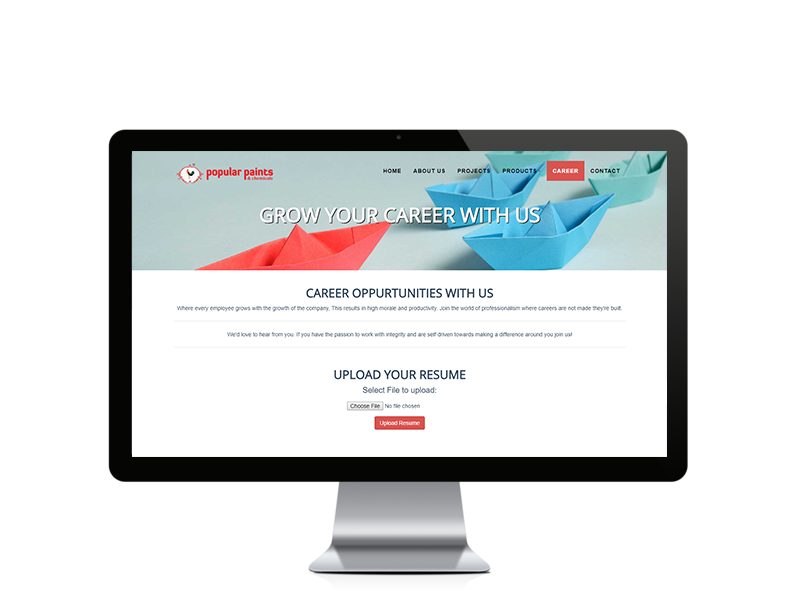 popular paints
& chemicals
HOME ABOUT US PROJECTS PRODUCTS CAREER CONTACT
GROW YOUR CAREER WITH US
CAREER OPPURTUNITIES WITH US
Where every employee grows with the growth of the company, This results in high morale and productivity. Join the world of professionalism where careers are not made they're built.
We'd love to hear from you. If you have the passion to work with integrity and are self driven towards making a difference around you join us!
UPLOAD YOUR RESUME
Select File to upload:
Choose File No file chosen
Upload Resume